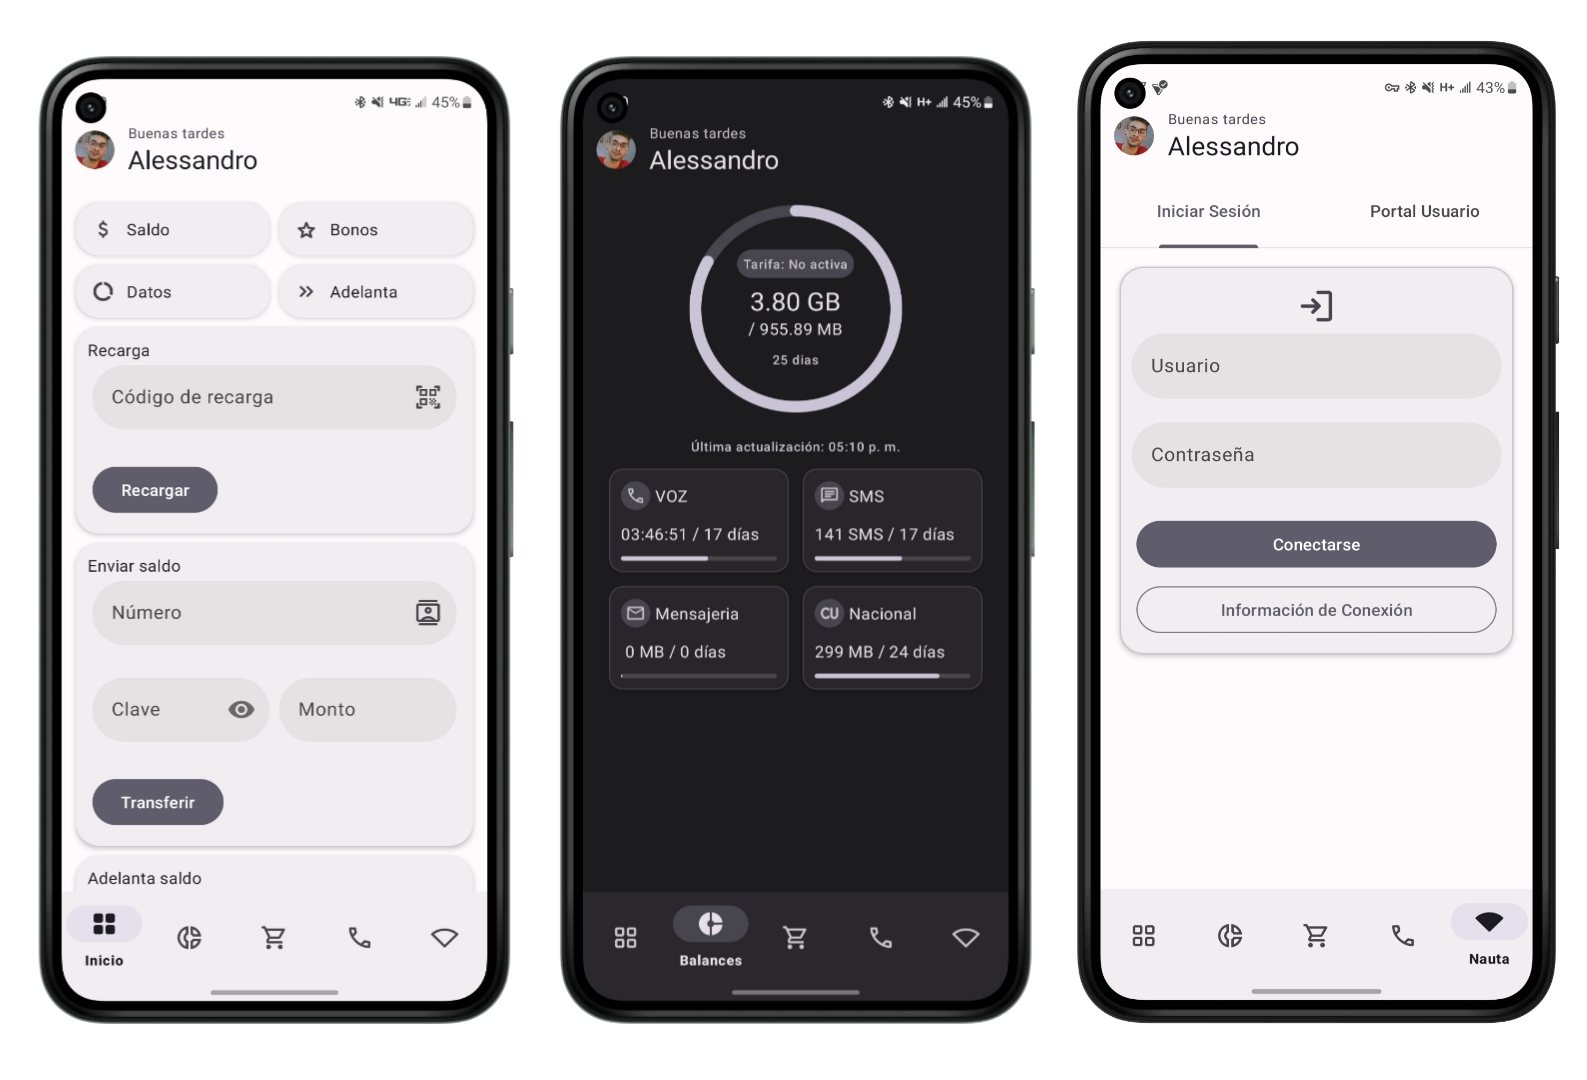 4G 45%
Buenas tardes
Alessandro
Saldo
Bonos
Datos
Adelanta
Recarga
Código de recarga
Recargar
Enviar saldo
Número
Clave
Monto
Transferir
Adelanta saldo
Inicio
H+ 45%
Buenas tardes
Alessandro
Tarifa: No activa
3.80 GB
/ 955.89 MB
25 dias
Última actualización: 05:10 p. m.
VOZ
03:46:51 / 17 días
SMS
141 SMS / 17 días
Mensajeria
0 MB / 0 días
CU Nacional
299 MB / 24 días
Balances
H+ 43%
Buenas tardes
Alessandro
Iniciar Sesión
Portal Usuario
Usuario
Contraseña
Conectarse
Información de Conexión
Nauta